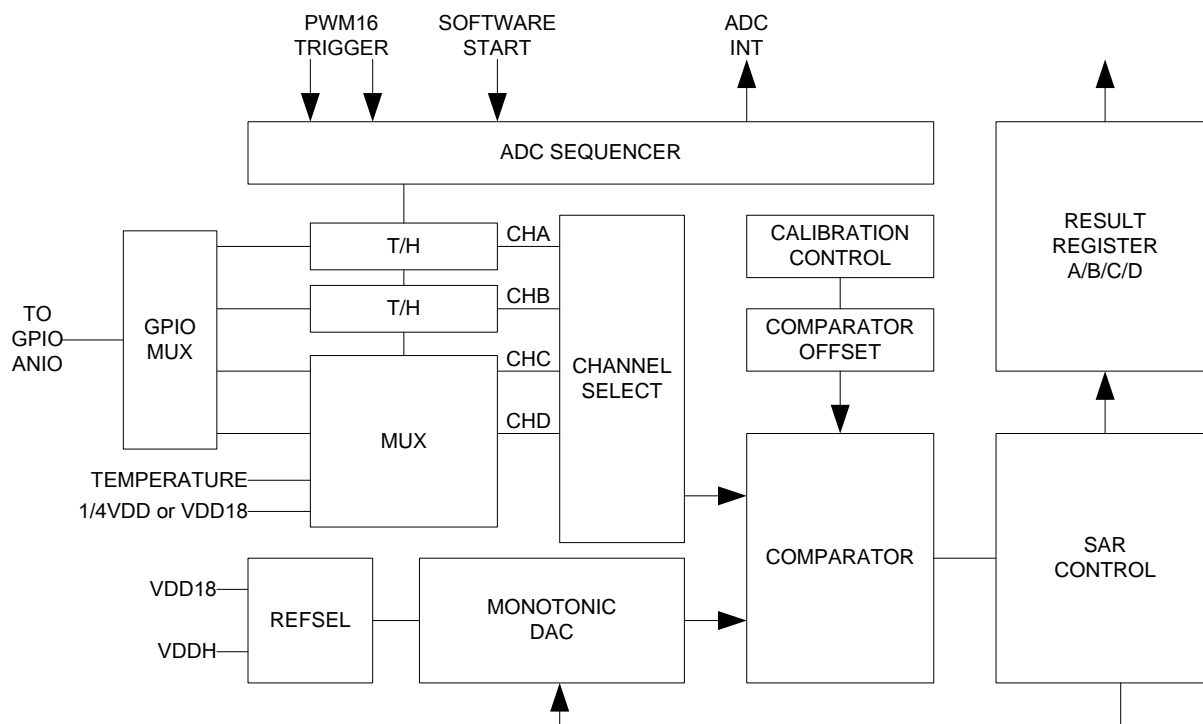 PWM16
TRIGGER
SOFTWARE
START
ADC
INT
ADC SEQUENCER
T/H
CHA
T/H
CHB
CHC
CHD
MUX
TO
GPIO
ANIO
GPIO
MUX
CHANNEL
SELECT
CALIBRATION
CONTROL
COMPARATOR
OFFSET
RESULT
REGISTER
A/B/C/D
TEMPERATURE
1/4VDD or VDD18
VDD18
VDDH
REFSEL
MONOTONIC
DAC
COMPARATOR
SAR
CONTROL